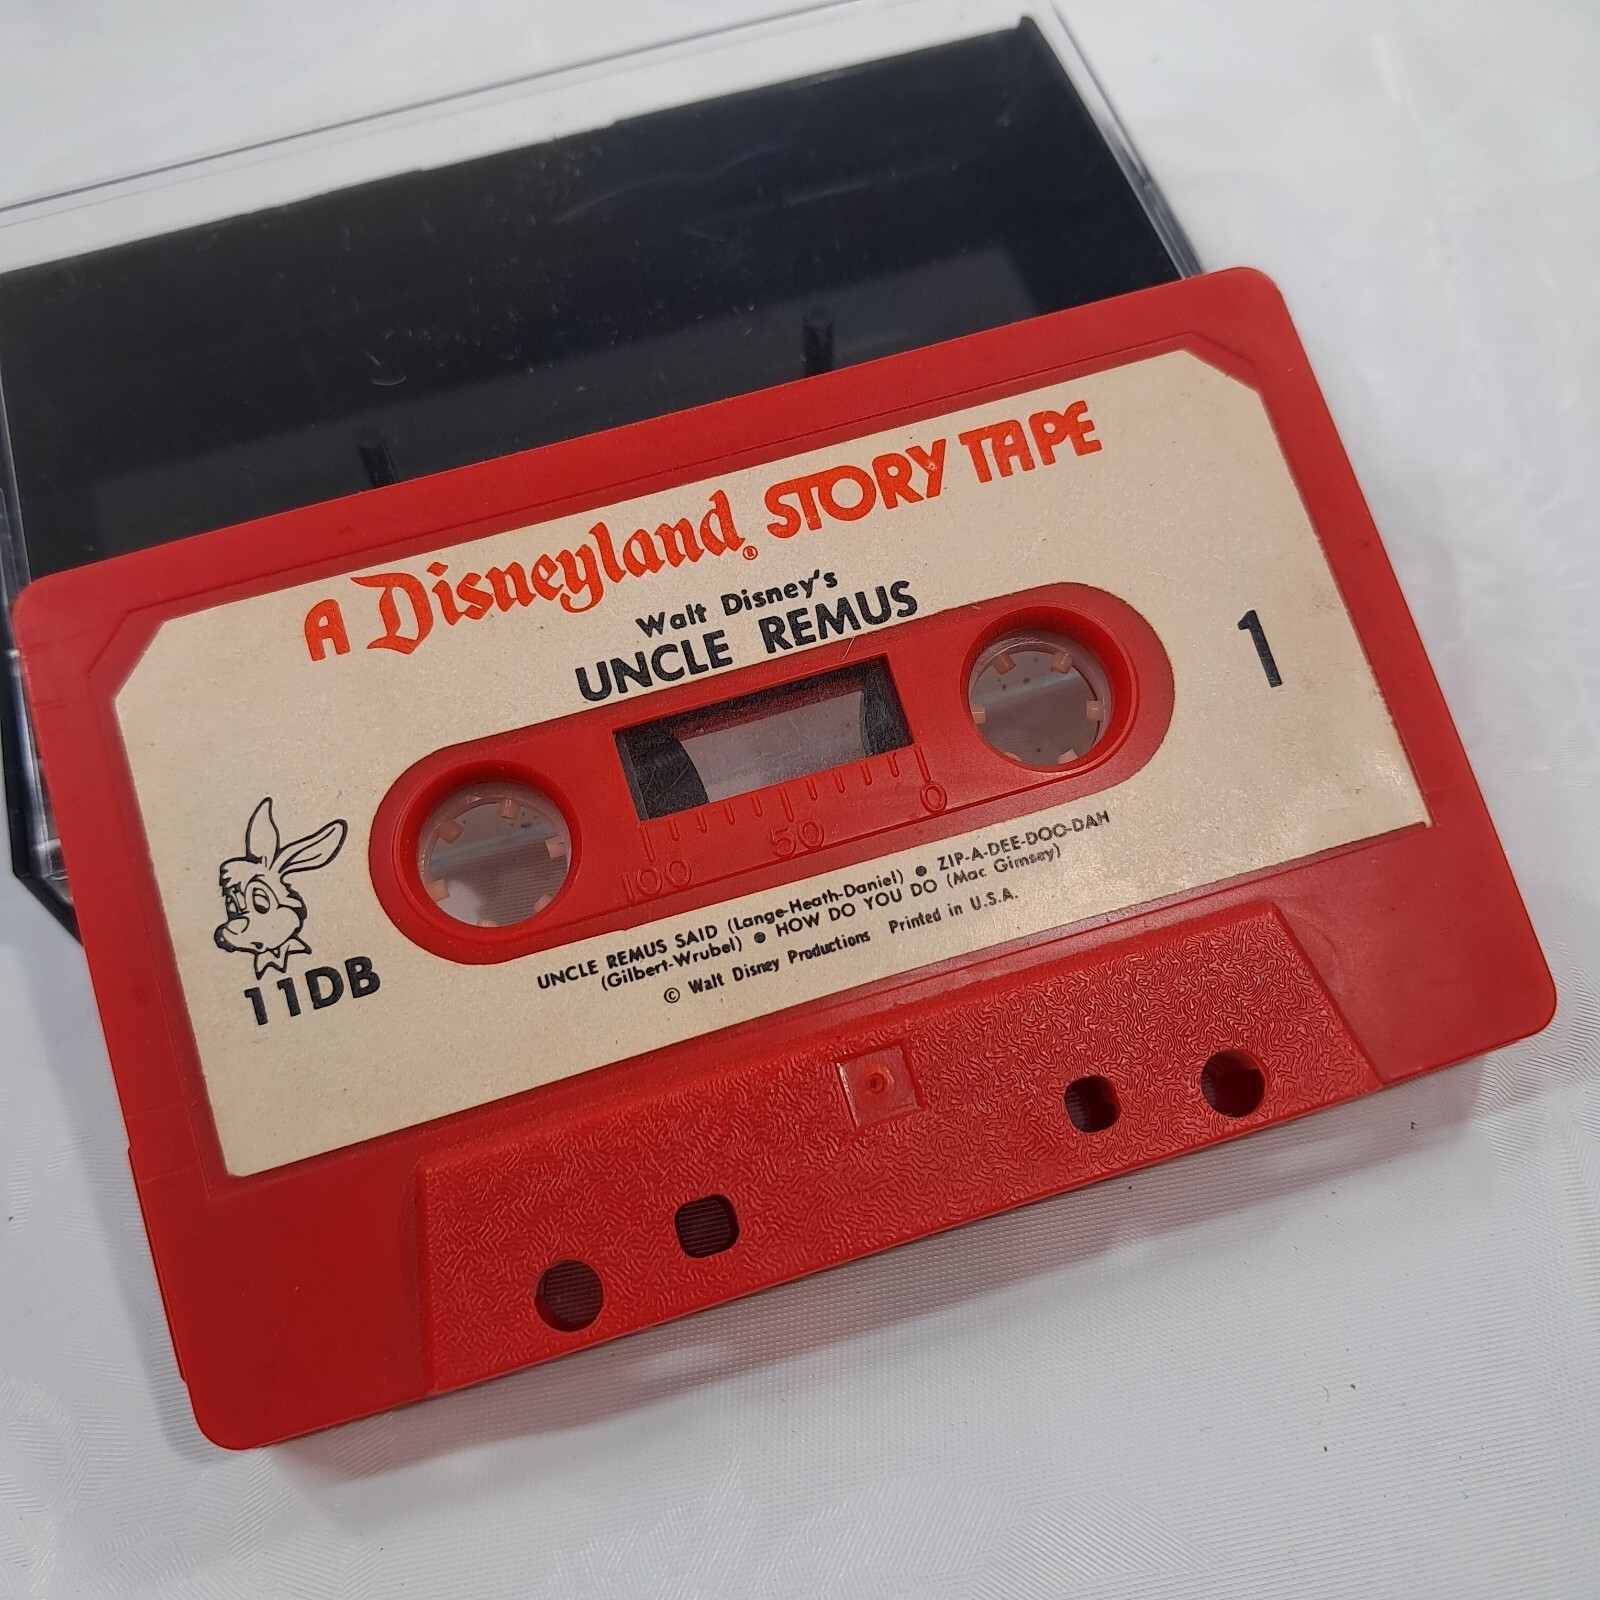 A Disneyland® STORY TAPE
Walt Disney's
UNCLE REMUS
1
100 50 0
11DB
UNCLE REMUS SAID (Lange-Heath-Daniel) ● ZIP-A-DEE-DOO-DAH
(Gilbert-Wrubel) ● HOW DO YOU DO (Mac Gimsey)
© Walt Disney Productions Printed in U.S.A.